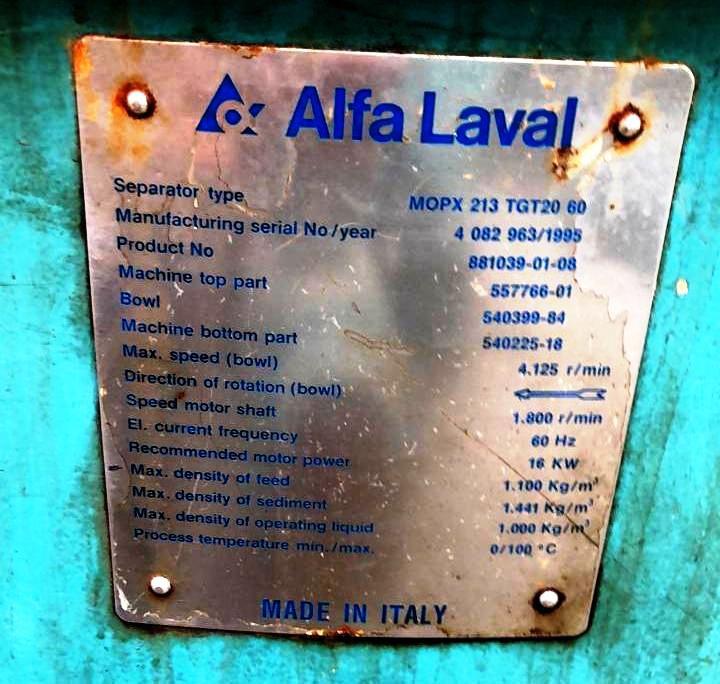 Alfa Laval
Separator type MOPX 213 TGT20 60
Manufacturing serial No/year 4 082 963/1995
Product No 881039-01-08
Machine top part 557766-01
Bowl 540399-84
Machine bottom part 540225-18
Max. speed (bowl) 4.125 r/min
Direction of rotation (bowl)
Speed motor shaft 1.800 r/min
El. current frequency 60 Hz
Recommended motor power 16 KW
Max. density of feed 1.100 Kg/m³
Max. density of sediment 1.441 Kg/m³
Max. density of operating liquid 1.000 Kg/m³
Process temperature min./max. 0/100 °C
MADE IN ITALY